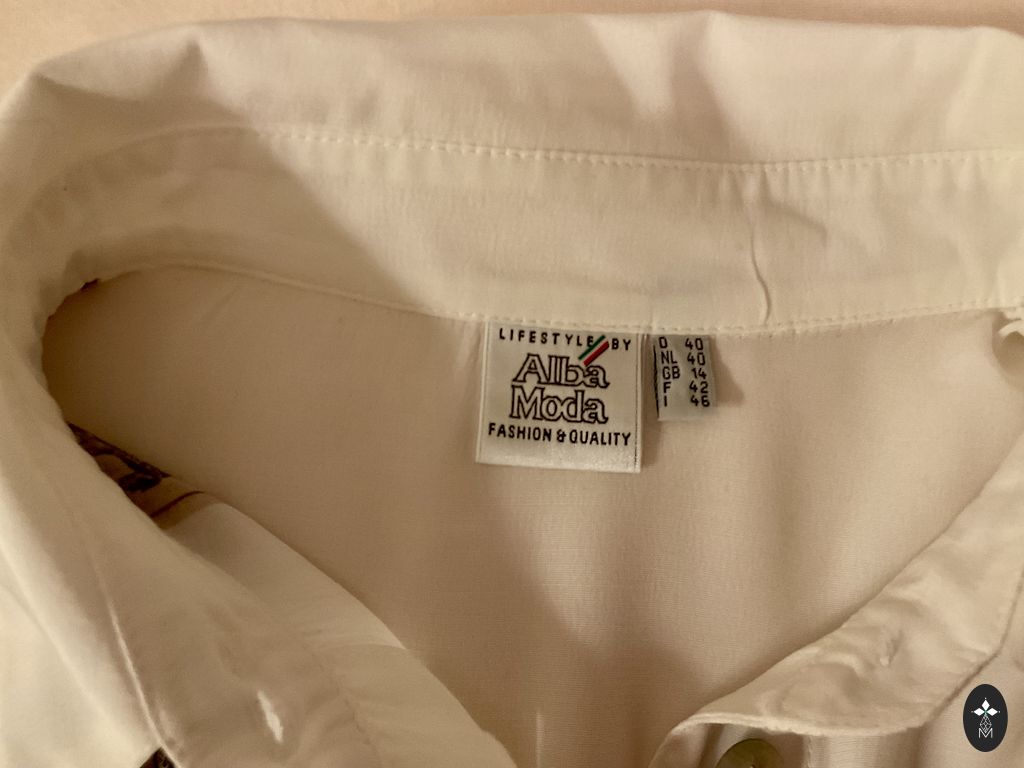 LIFESTYLE BY
Alba
Moda
FASHION & QUALITY
D 40
NL 40
GB 14
F 42
I 46
M